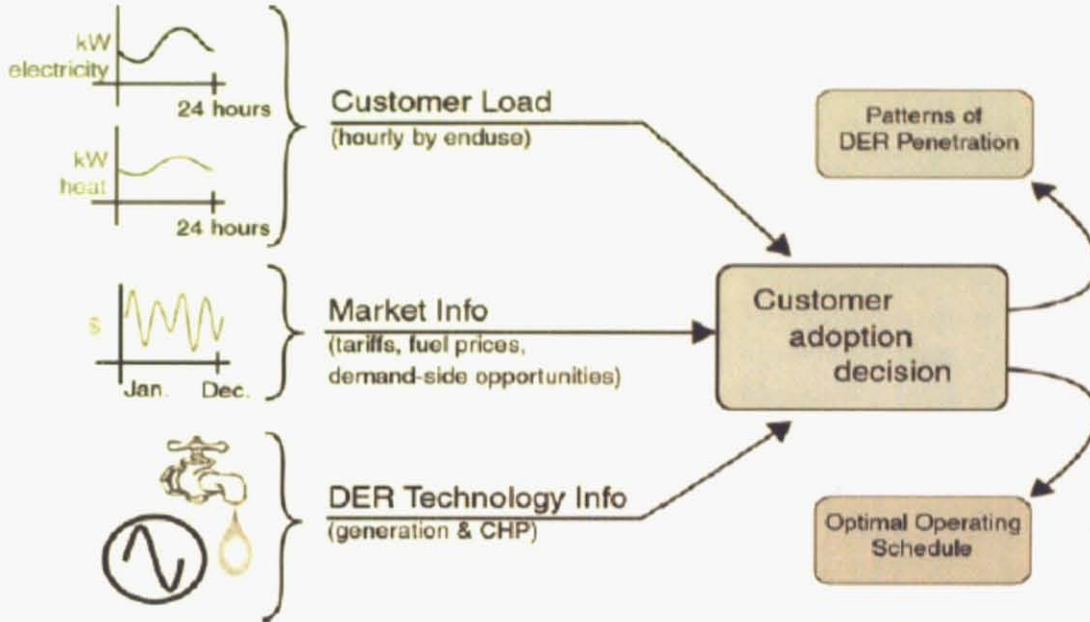 kW
electricity
24 hours
kW
heat
24 hours
Customer Load
(hourly by enduse)
$
Jan. Dec.
Market Info
(tariffs, fuel prices,
demand-side opportunities)
DER Technology Info
(generation & CHP)
Customer
adoption
decision
Patterns of
DER Penetration
Optimal Operating
Schedule